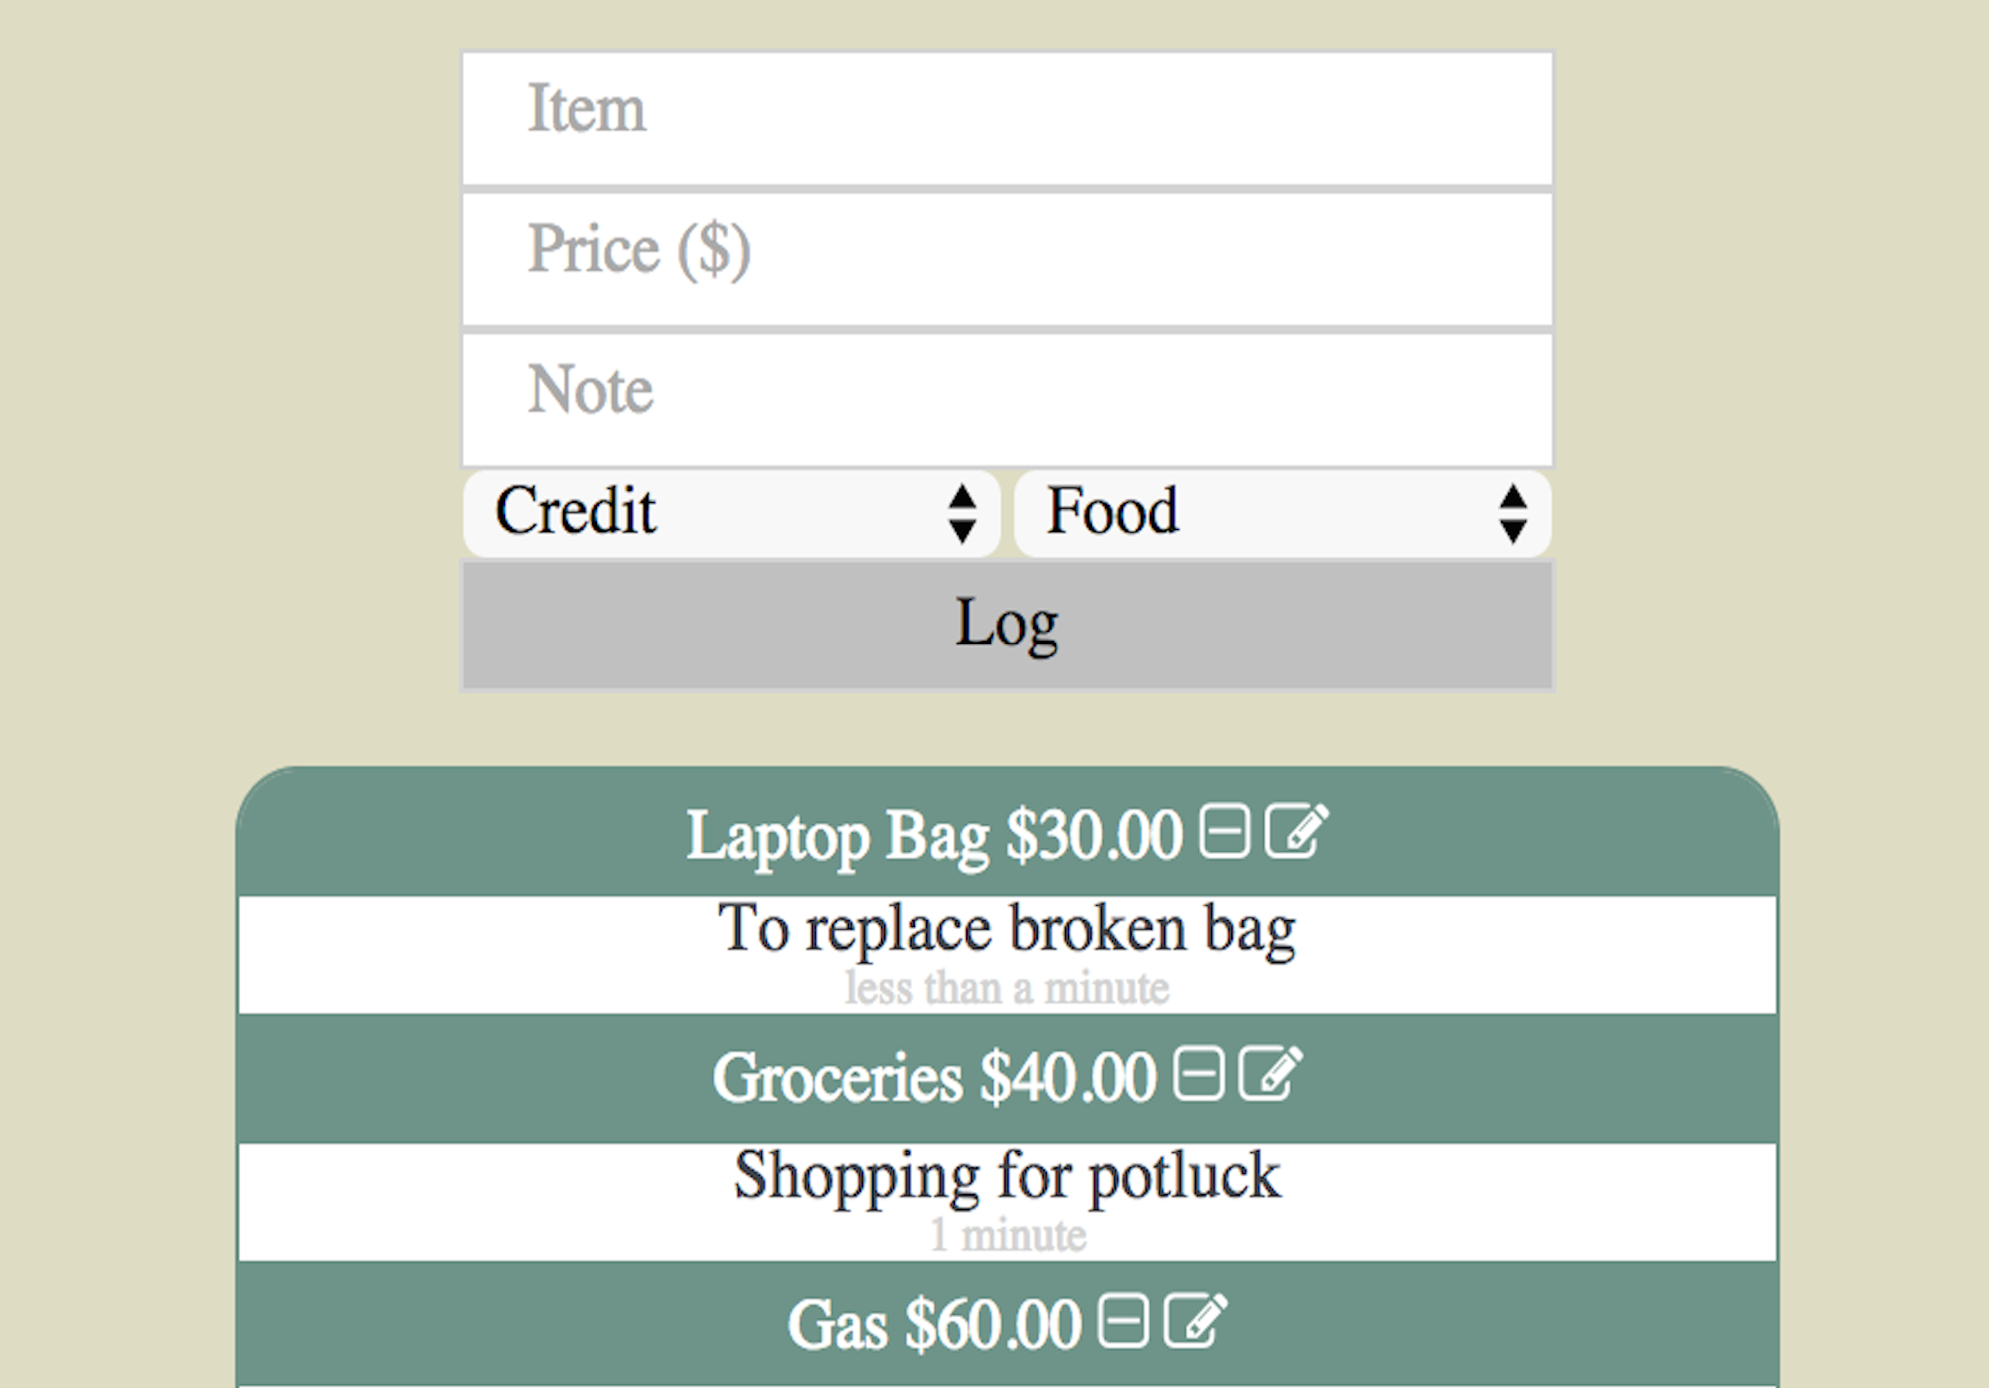 Item
Price ($)
Note
Credit Food
Log
Laptop Bag $30.00
To replace broken bag
less than a minute
Groceries $40.00
Shopping for potluck
1 minute
Gas $60.00